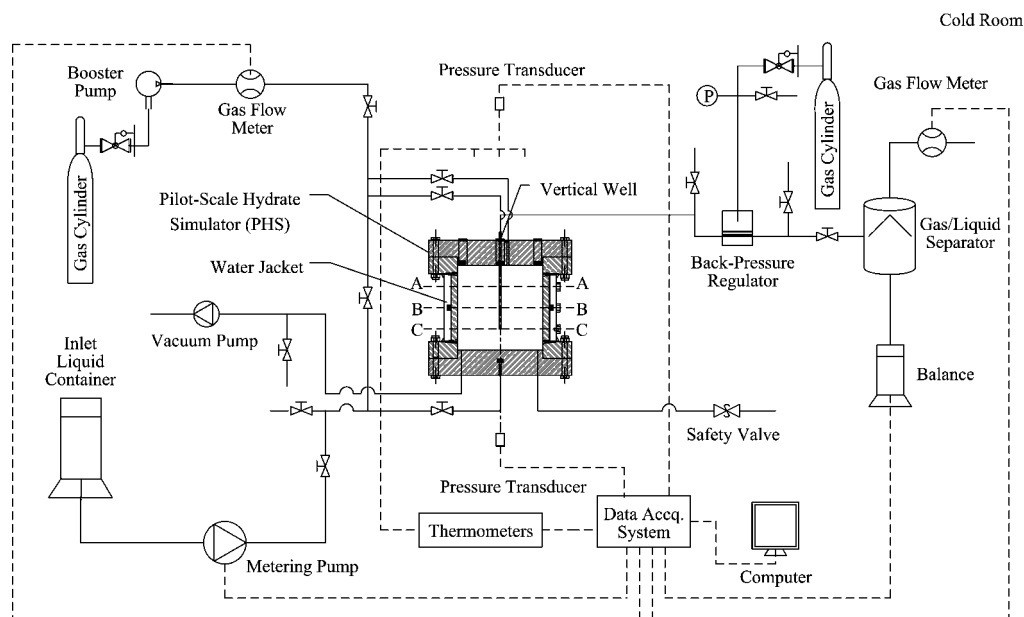 Cold Room
Booster
Pump
Gas Flow
Meter
Gas Cylinder
Pressure Transducer
P
Gas Cylinder
Gas Flow Meter
Pilot-Scale Hydrate
Simulator (PHS)
Vertical Well
Water Jacket
Back-Pressure
Regulator
Gas/Liquid
Separator
A A
B B
C C
Vacuum Pump
Inlet
Liquid
Container
Balance
Safety Valve
Pressure Transducer
Thermometers
Data Accq.
System
Metering Pump
Computer